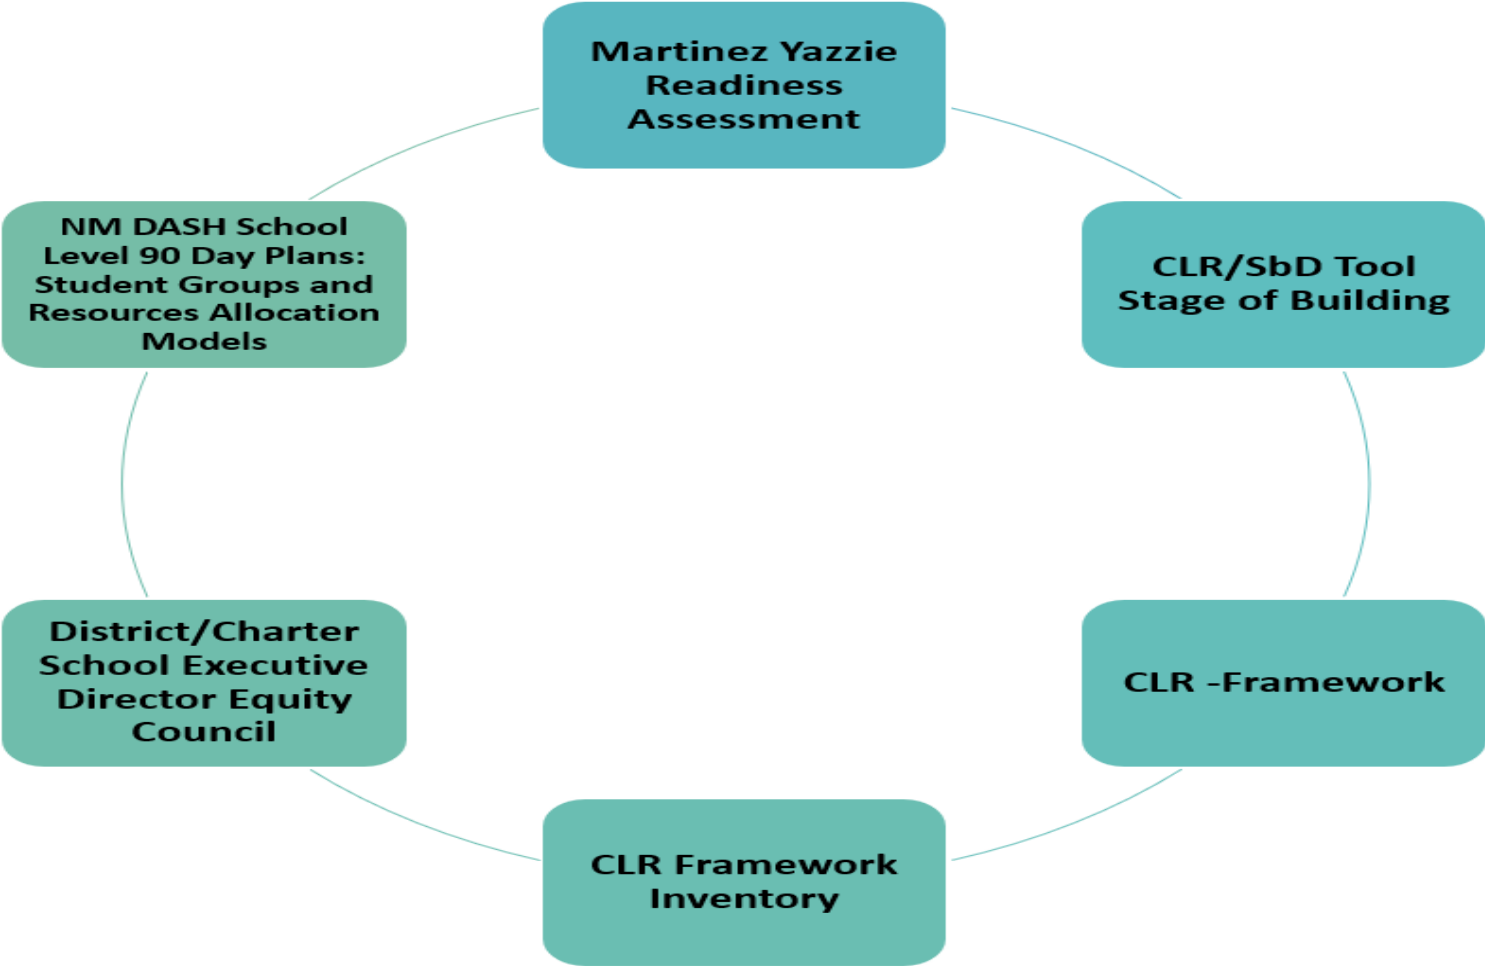 Martinez Yazzie
Readiness
Assessment
CLR/SbD Tool
Stage of Building
CLR -Framework
CLR Framework
Inventory
District/Charter
School Executive
Director Equity
Council
NM DASH School
Level 90 Day Plans:
Student Groups and
Resources Allocation
Models